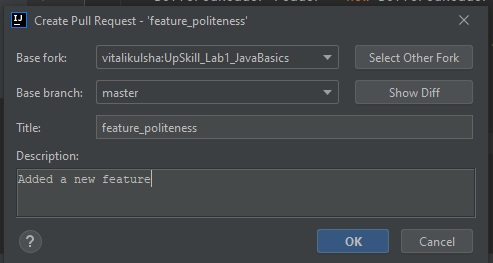 IJ Create Pull Request - 'feature_politeness'
Base fork: vitalikulsha:UpSkill_Lab1_JavaBasics Select Other Fork
Base branch: master Show Diff
Title: feature_politeness
Description:
Added a new feature
? OK Cancel